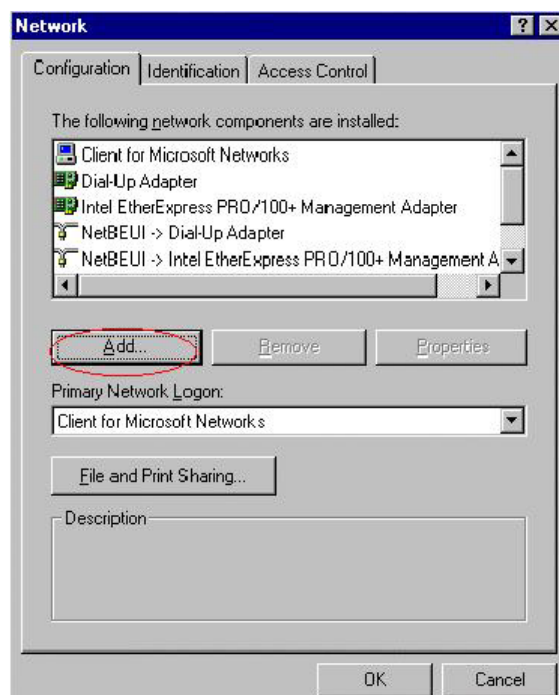 Network
Configuration Identification Access Control
The following network components are installed:
Client for Microsoft Networks
Dial-Up Adapter
Intel EtherExpress PRO/100+ Management Adapter
NetBEUI -> Dial-Up Adapter
NetBEUI -> Intel EtherExpress PRO/100+ Management A
Add... Remove Properties
Primary Network Logon:
Client for Microsoft Networks
File and Print Sharing...
Description
OK Cancel